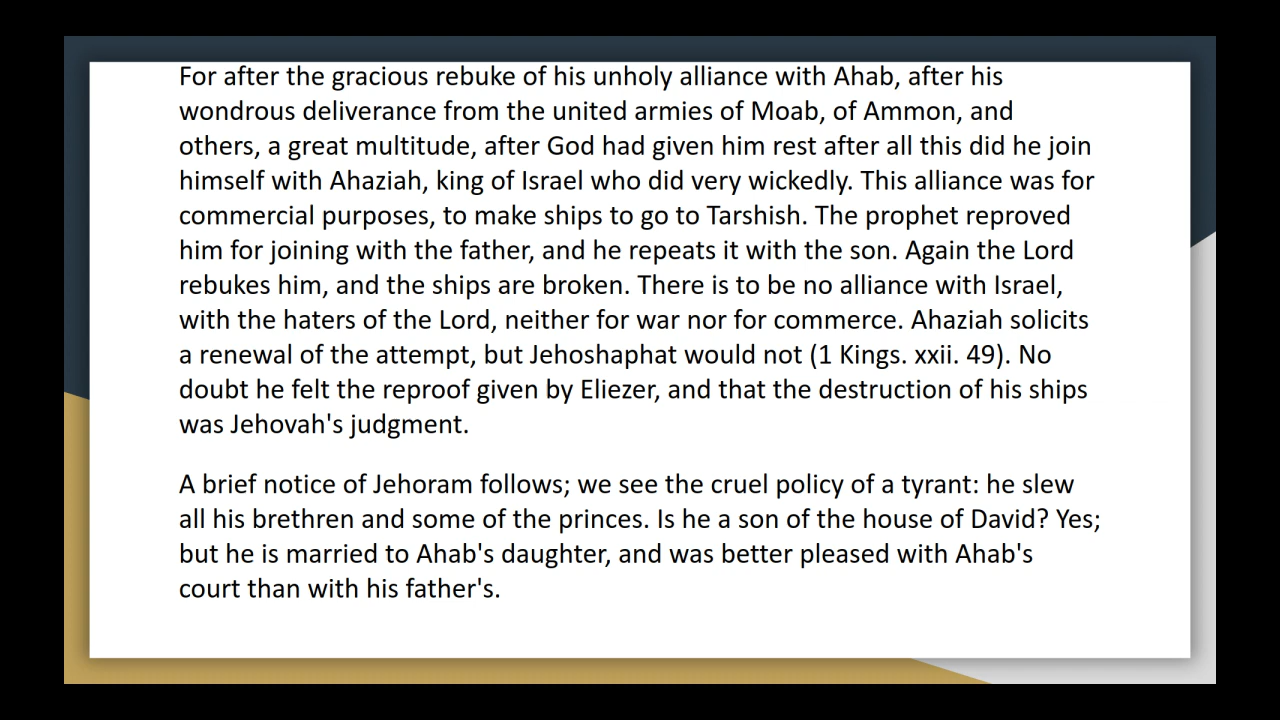 For after the gracious rebuke of his unholy alliance with Ahab, after his
wondrous deliverance from the united armies of Moab, of Ammon, and
others, a great multitude, after God had given him rest after all this did he join
himself with Ahaziah, king of Israel who did very wickedly. This alliance was for
commercial purposes, to make ships to go to Tarshish. The prophet reproved
him for joining with the father, and he repeats it with the son. Again the Lord
rebukes him, and the ships are broken. There is to be no alliance with Israel,
with the haters of the Lord, neither for war nor for commerce. Ahaziah solicits
a renewal of the attempt, but Jehoshaphat would not (1 Kings. xxii. 49). No
doubt he felt the reproof given by Eliezer, and that the destruction of his ships
was Jehovah's judgment.
A brief notice of Jehoram follows; we see the cruel policy of a tyrant: he slew
all his brethren and some of the princes. Is he a son of the house of David? Yes;
but he is married to Ahab's daughter, and was better pleased with Ahab's
court than with his father's.